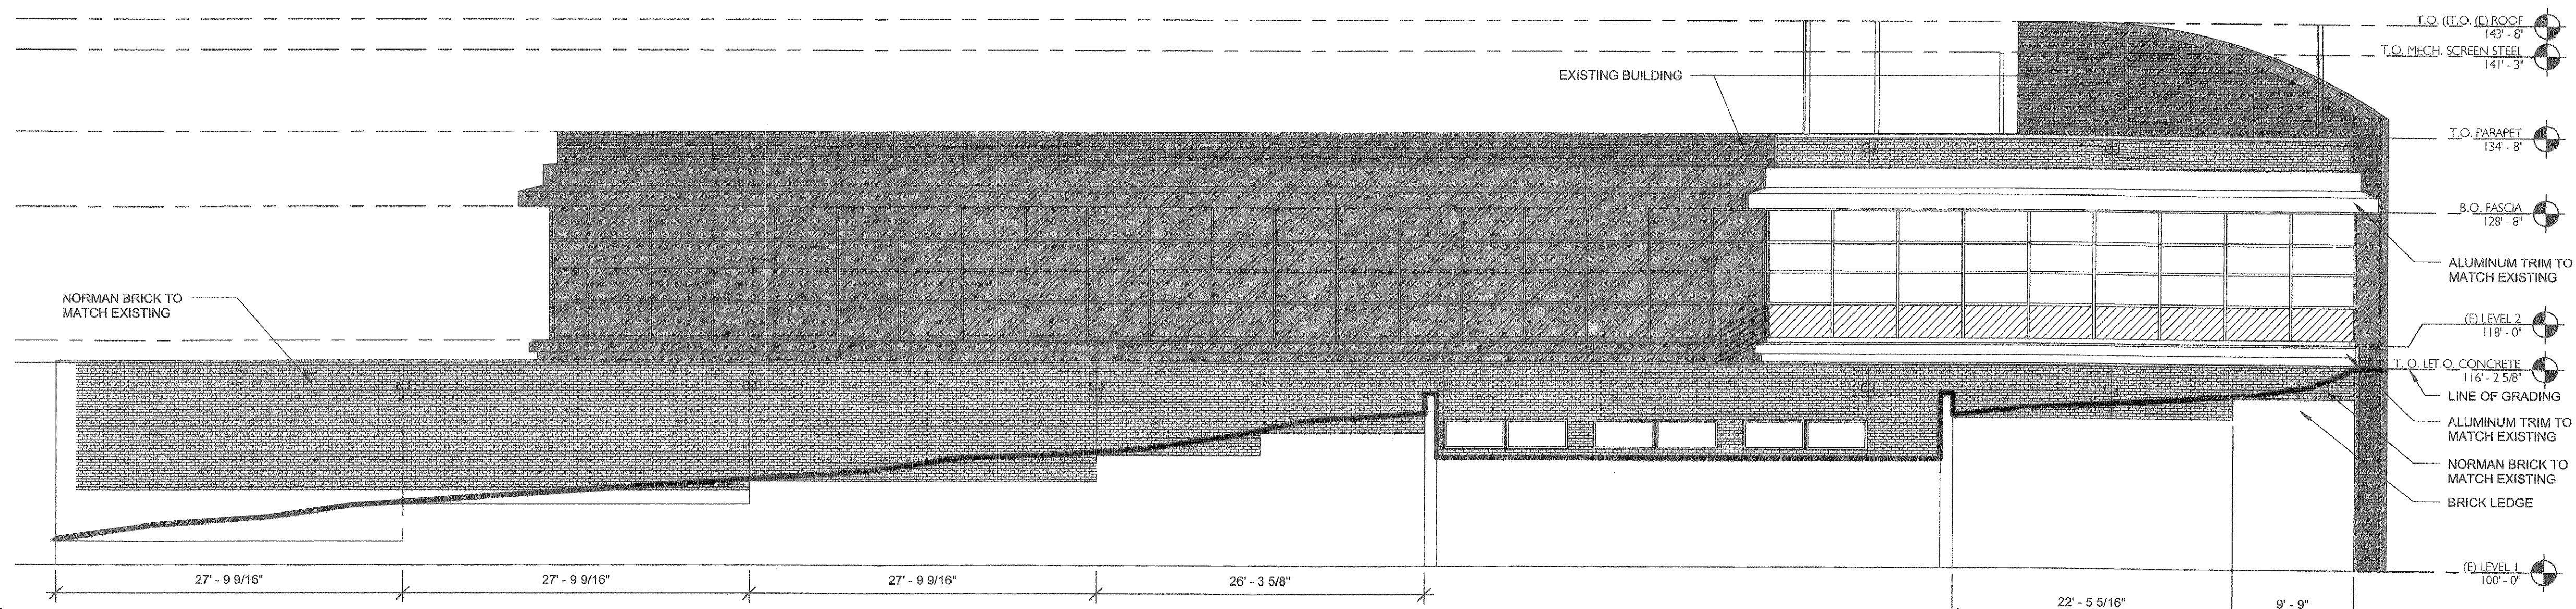 T.O. (ET.O. (E) ROOF
143' - 8"
T.O. MECH. SCREEN STEEL
141' - 3"
EXISTING BUILDING
T.O. PARAPET
134' - 8"
CJ
CJ
B.O. FASCIA
128' - 8"
ALUMINUM TRIM TO
MATCH EXISTING
NORMAN BRICK TO
MATCH EXISTING
(E) LEVEL 2
118' - 0"
T. O. LET.O. CONCRETE
116' - 2 5/8"
CJ
CJ
CJ
CJ
CJ
CJ
LINE OF GRADING
ALUMINUM TRIM TO
MATCH EXISTING
NORMAN BRICK TO
MATCH EXISTING
BRICK LEDGE
(E) LEVEL 1
100' - 0"
27' - 9 9/16"
27' - 9 9/16"
27' - 9 9/16"
26' - 3 5/8"
22' - 5 5/16"
9' - 9"